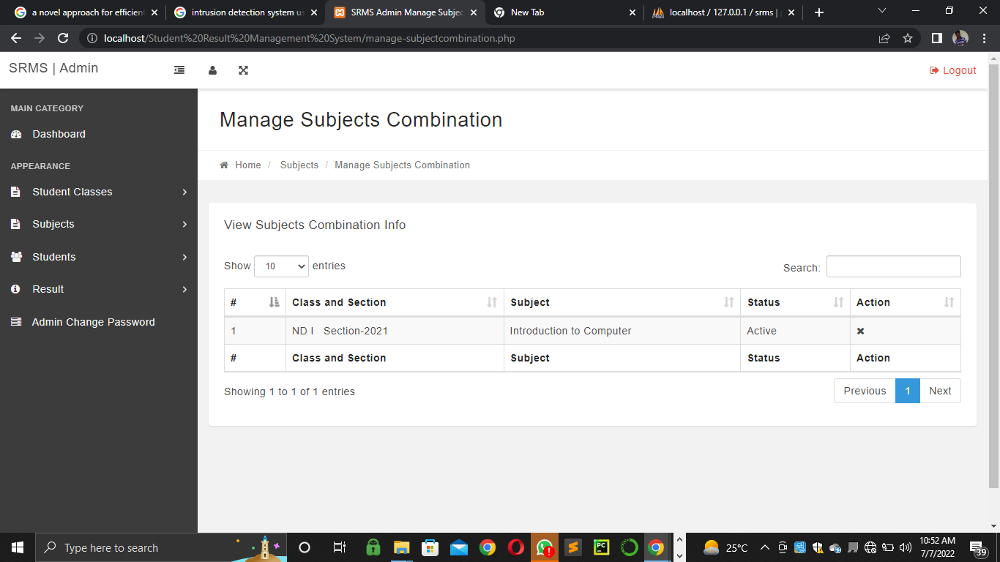 a novel approach for efficien
intrusion detection system us
SRMS Admin Manage Subjec
New Tab
localhost / 127.0.0.1 / srms |
localhost/Student%20Result%20Management%20System/manage-subjectcombination.php
SRMS | Admin
Logout
MAIN CATEGORY
Dashboard
APPEARANCE
Student Classes
Subjects
Students
Result
Admin Change Password
Manage Subjects Combination
Home / Subjects / Manage Subjects Combination
View Subjects Combination Info
Show 10 entries
Search:
# Class and Section Subject Status Action
1 ND I Section-2021 Introduction to Computer Active
# Class and Section Subject Status Action
Showing 1 to 1 of 1 entries
Previous 1 Next
Type here to search
PC
25°C
10:52 AM
7/7/2022
39